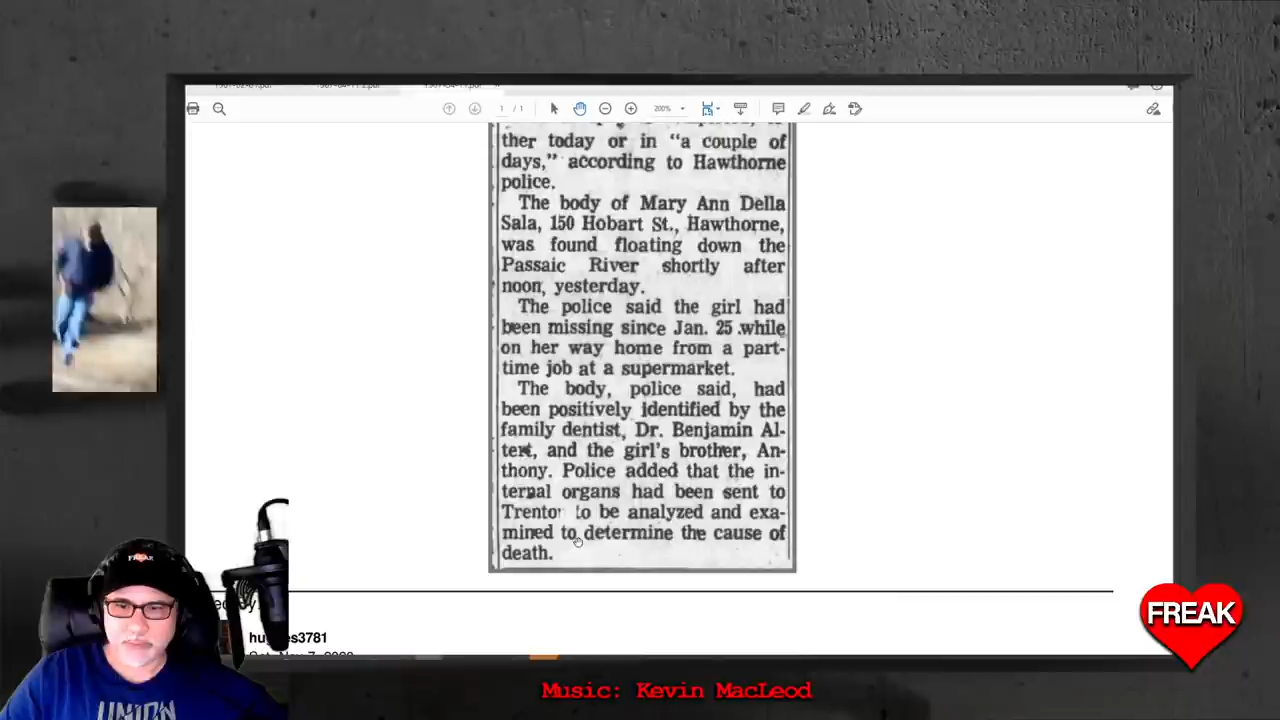 1 / 1
200%
ther today or in “a couple of
days,” according to Hawthorne
police.
The body of Mary Ann Della
Sala, 150 Hobart St., Hawthorne,
was found floating down the
Passaic River shortly after
noon, yesterday.
The police said the girl had
been missing since Jan. 25 while
on her way home from a part-
time job at a supermarket.
The body, police said, had
been positively identified by the
family dentist, Dr. Benjamin Al-
tert, and the girl's brother, An-
thony. Police added that the in-
ternal organs had been sent to
Trenton to be analyzed and exa-
mined to determine the cause of
death.
FREAK
UNION
FREAK
Music: Kevin MacLeod